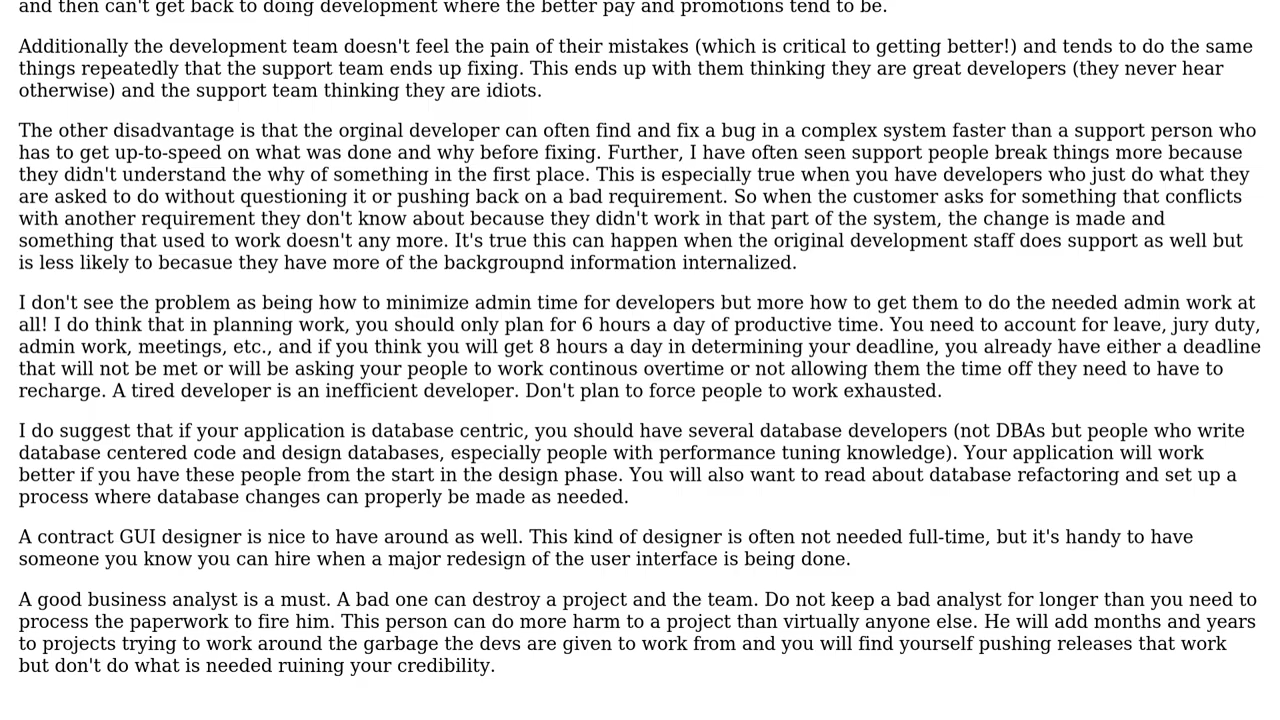 and then can't get back to doing development where the better pay and promotions tend to be.
Additionally the development team doesn't feel the pain of their mistakes (which is critical to getting better!) and tends to do the same
things repeatedly that the support team ends up fixing. This ends up with them thinking they are great developers (they never hear
otherwise) and the support team thinking they are idiots.
The other disadvantage is that the orginal developer can often find and fix a bug in a complex system faster than a support person who
has to get up-to-speed on what was done and why before fixing. Further, I have often seen support people break things more because
they didn't understand the why of something in the first place. This is especially true when you have developers who just do what they
are asked to do without questioning it or pushing back on a bad requirement. So when the customer asks for something that conflicts
with another requirement they don't know about because they didn't work in that part of the system, the change is made and
something that used to work doesn't any more. It's true this can happen when the original development staff does support as well but
is less likely to becasue they have more of the backgroupnd information internalized.
I don't see the problem as being how to minimize admin time for developers but more how to get them to do the needed admin work at
all! I do think that in planning work, you should only plan for 6 hours a day of productive time. You need to account for leave, jury duty,
admin work, meetings, etc., and if you think you will get 8 hours a day in determining your deadline, you already have either a deadline
that will not be met or will be asking your people to work continous overtime or not allowing them the time off they need to have to
recharge. A tired developer is an inefficient developer. Don't plan to force people to work exhausted.
I do suggest that if your application is database centric, you should have several database developers (not DBAs but people who write
database centered code and design databases, especially people with performance tuning knowledge). Your application will work
better if you have these people from the start in the design phase. You will also want to read about database refactoring and set up a
process where database changes can properly be made as needed.
A contract GUI designer is nice to have around as well. This kind of designer is often not needed full-time, but it's handy to have
someone you know you can hire when a major redesign of the user interface is being done.
A good business analyst is a must. A bad one can destroy a project and the team. Do not keep a bad analyst for longer than you need to
process the paperwork to fire him. This person can do more harm to a project than virtually anyone else. He will add months and years
to projects trying to work around the garbage the devs are given to work from and you will find yourself pushing releases that work
but don't do what is needed ruining your credibility.